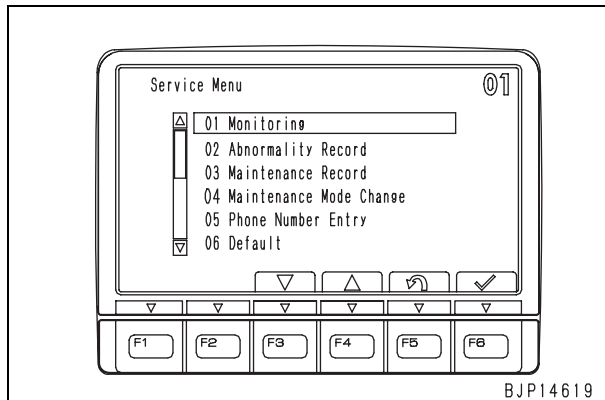 Service Menu 01
01 Monitoring
02 Abnormality Record
03 Maintenance Record
04 Maintenance Mode Change
05 Phone Number Entry
06 Default
F1 F2 F3 F4 F5 F6
BJP14619